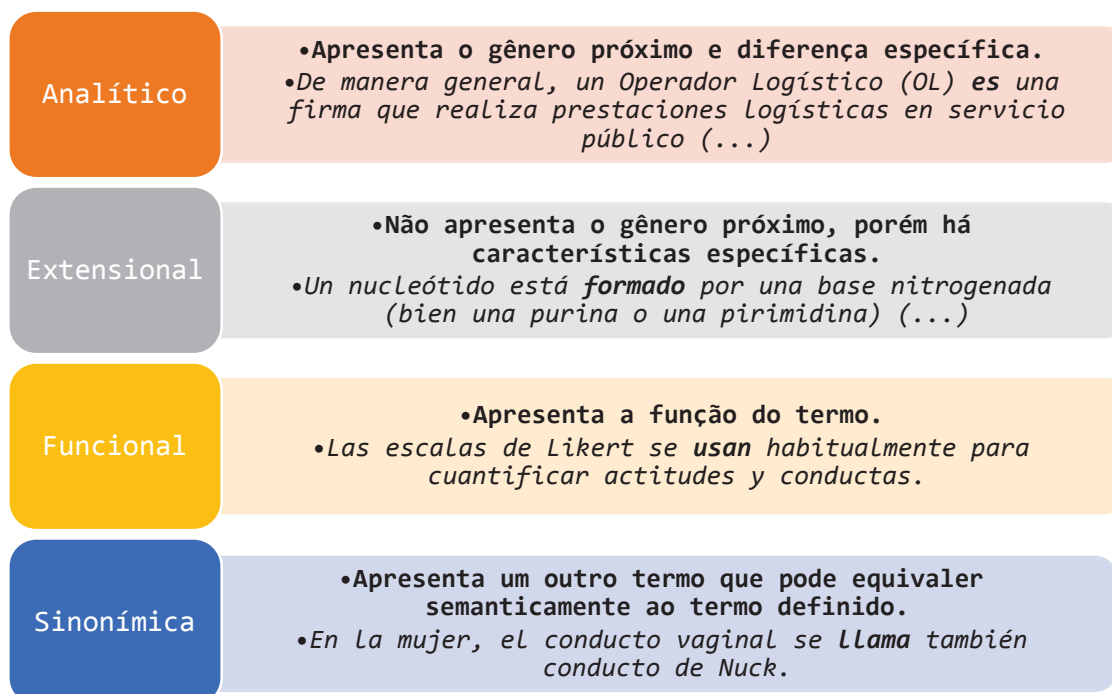 Analítico
•Apresenta o gênero próximo e diferença específica.
•De manera general, un Operador Logístico (OL) es una
firma que realiza prestaciones logísticas en servicio
público (...)
Extensional
•Não apresenta o gênero próximo, porém há
características específicas.
•Un nucleótido está formado por una base nitrogenada
(bien una purina o una pirimidina) (...)
Funcional
•Apresenta a função do termo.
•Las escalas de Likert se usan habitualmente para
cuantificar actitudes y conductas.
Sinonímica
•Apresenta um outro termo que pode equivaler
semanticamente ao termo definido.
•En la mujer, el conducto vaginal se llama también
conducto de Nuck.